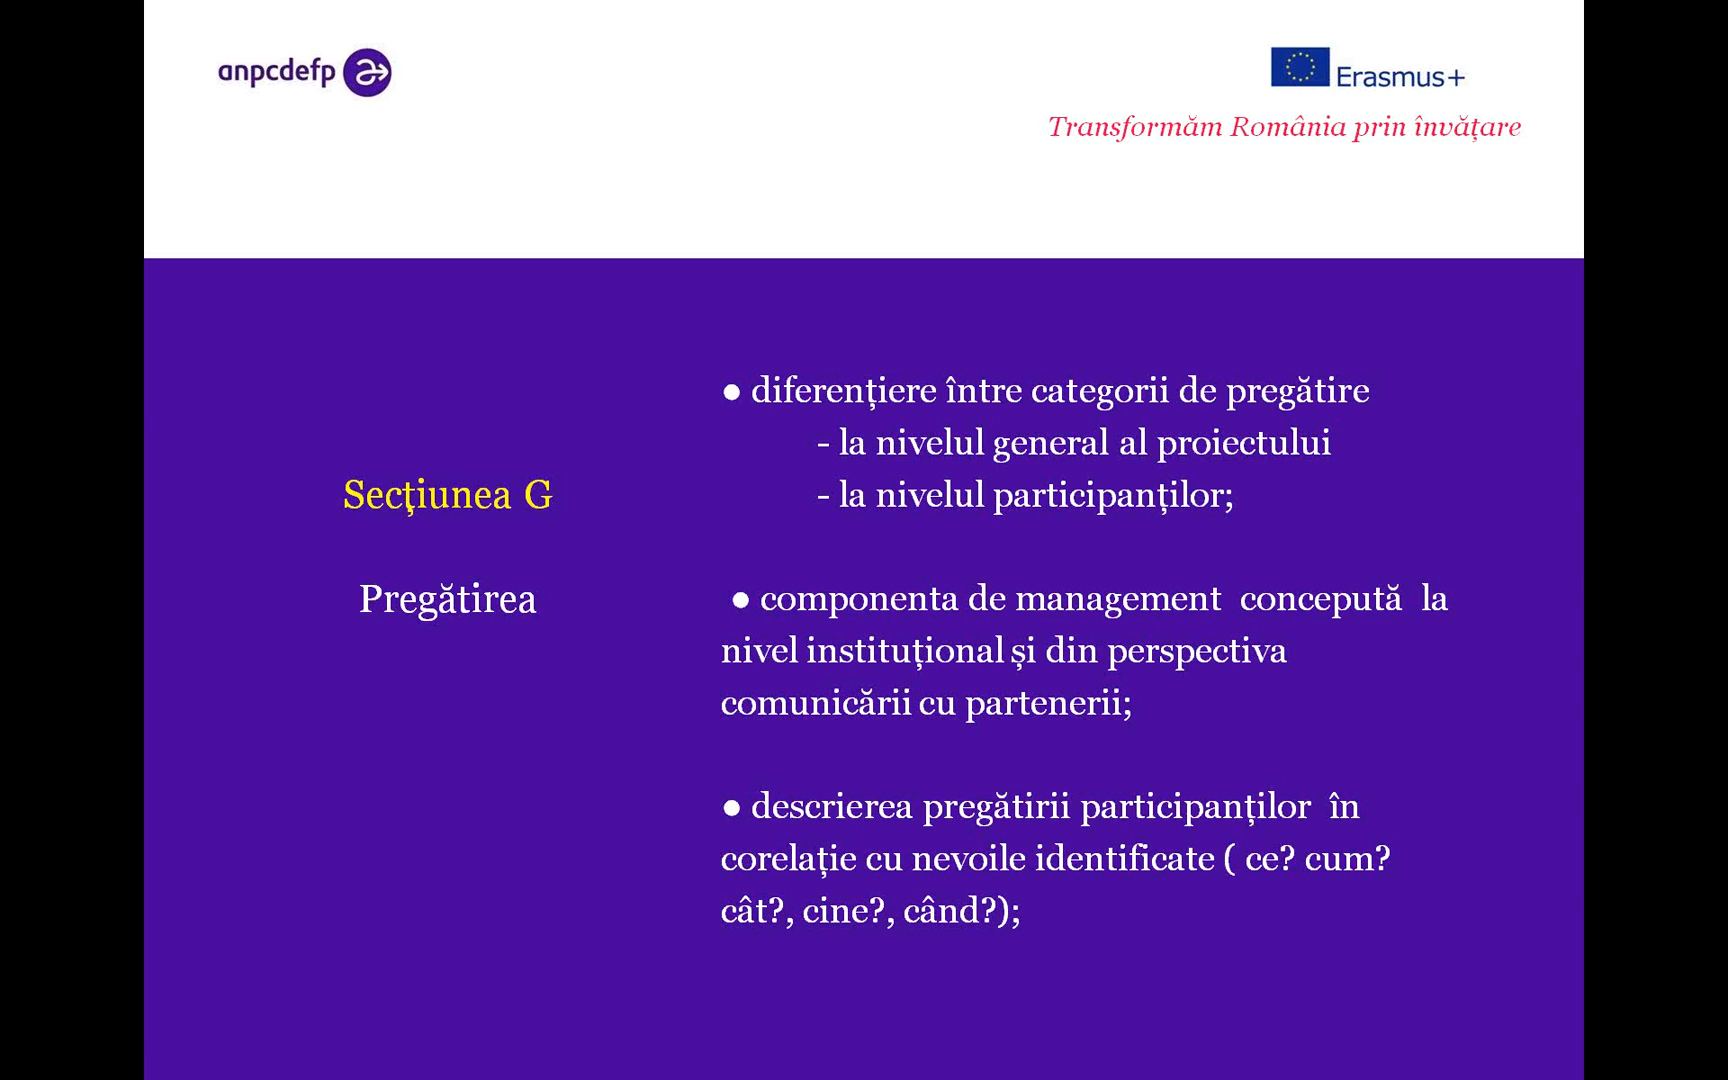 anpcdefp
Erasmus+
Transformăm România prin învățare
Secțiunea G
Pregătirea
● diferențiere între categorii de pregătire
- la nivelul general al proiectului
- la nivelul participanților;
● componenta de management concepută la
nivel instituțional și din perspectiva
comunicării cu partenerii;
● descrierea pregătirii participanților în
corelație cu nevoile identificate ( ce? cum?
cât?, cine?, când?);